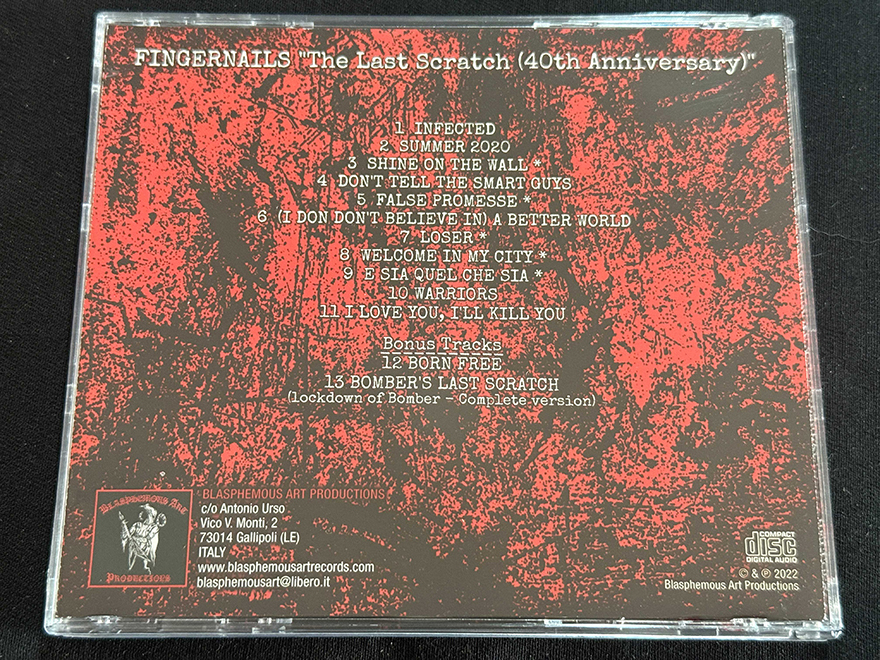 FINGERNAILS "The Last Scratch (40th Anniversary)"
1 INFECTED
2 SUMMER 2020
3 SHINE ON THE WALL *
4 DON'T TELL THE SMART GUYS
5 FALSE PROMESSE *
6 (I DON DON'T BELIEVE IN) A BETTER WORLD
7 LOSER *
8 WELCOME IN MY CITY *
9 E SIA QUEL CHE SIA *
10 WARRIORS
11 I LOVE YOU, I'LL KILL YOU
Bonus Tracks
12 BORN FREE
13 BOMBER'S LAST SCRATCH
(lockdown of Bomber - Complete version)
BLASPHEMOUS ART
PRODUCTIONS
BLASPHEMOUS ART PRODUCTIONS
c/o Antonio Urso
Vico V. Monti, 2
73014 Gallipoli (LE)
ITALY
www.blasphemousartrecords.com
blasphemousart@libero.it
COMPACT
disc
DIGITAL AUDIO
© & ℗ 2022
Blasphemous Art Productions